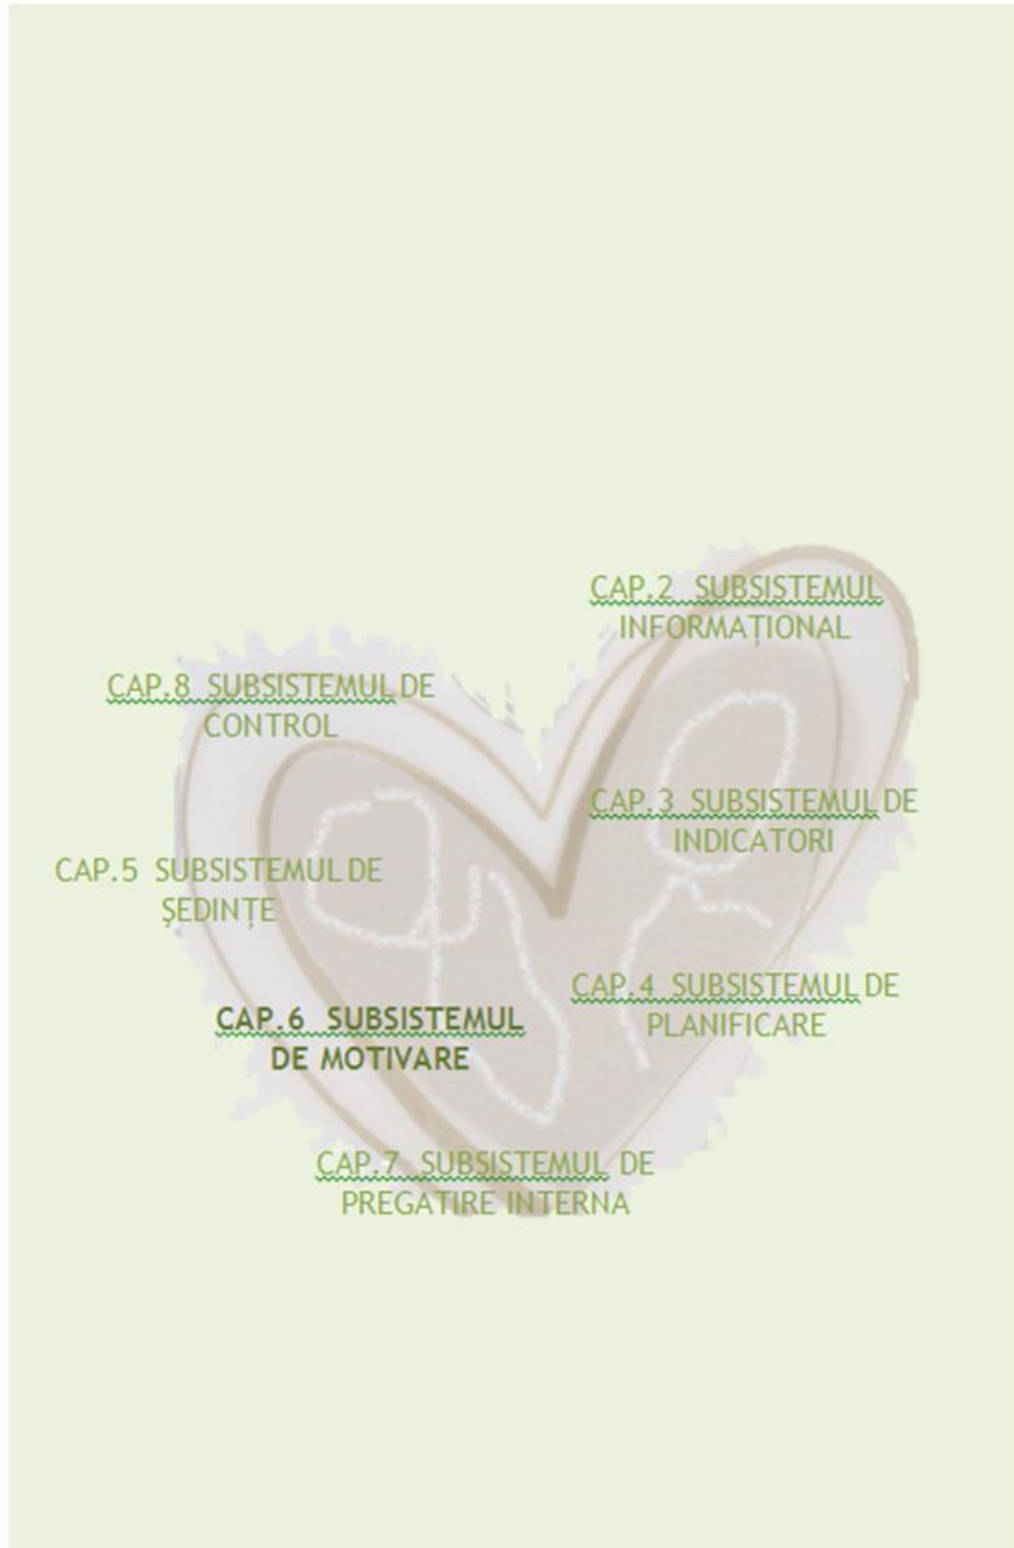 CAP.2 SUBSISTEMUL
INFORMAȚIONAL
CAP.8 SUBSISTEMUL DE
CONTROL
CAP.3 SUBSISTEMUL DE
INDICATORI
CAP.5 SUBSISTEMUL DE
ŞEDINȚE
CAP.4 SUBSISTEMUL DE
PLANIFICARE
CAP.6 SUBSISTEMUL
DE MOTIVARE
CAP.7 SUBSISTEMUL DE
PREGATIRE INTERNA